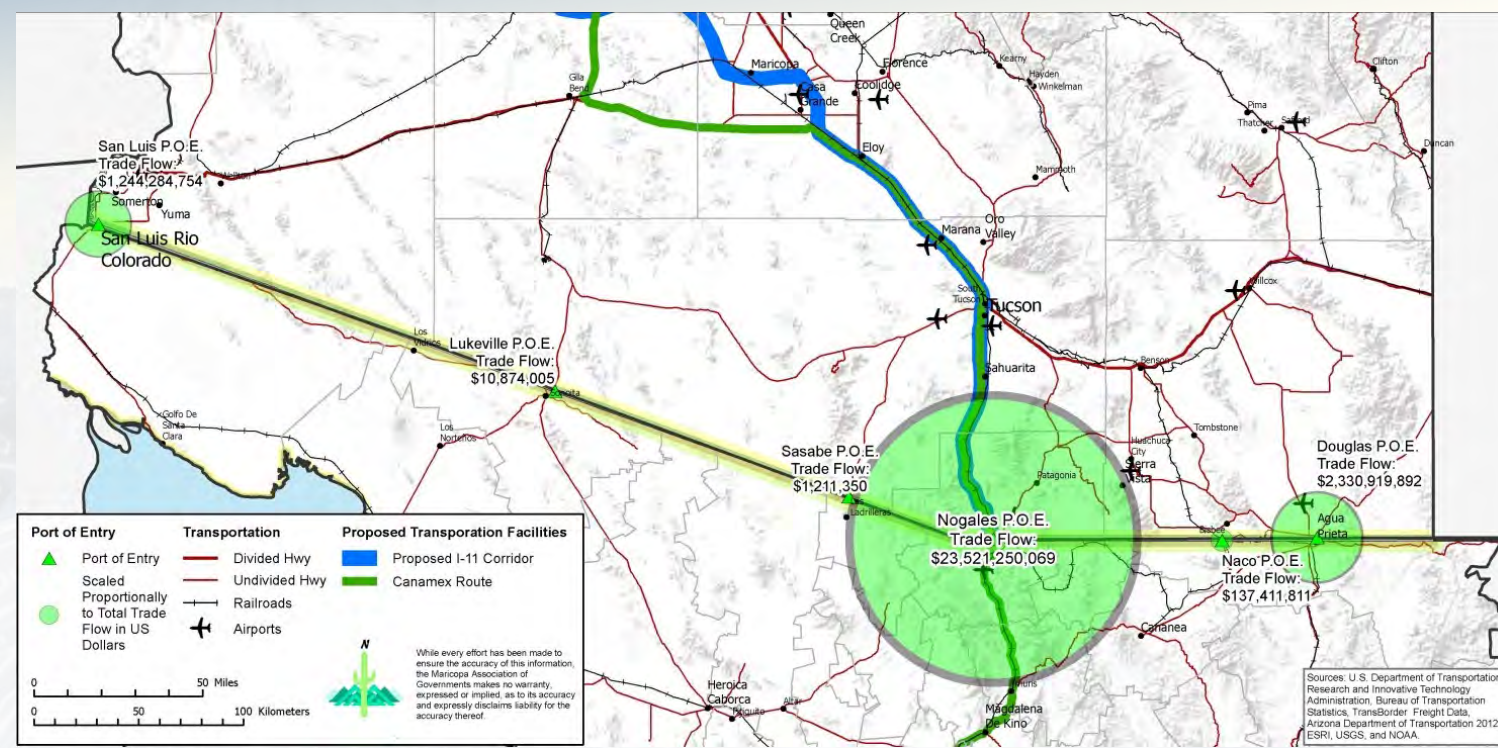 Queen
Creek
Maricopa
Florence
Kearny
Hayden
Winkelman
Clifton
Gila
Bend
Casa
Grande
Coolidge
Pima
Thatcher
Safford
Eloy
Duncan
San Luis P.O.E.
Trade Flow:
$1,244,284,754
Mammoth
Somerton
Yuma
Oro
Valley
Marana
San Luis Rio
Colorado
South
Tucson
Tucson
Willcox
Los
Vidrios
Lukeville P.O.E.
Trade Flow:
$10,874,005
Benson
Sahuarita
Sonoita
Golfo De
Santa
Clara
Los
Nortenos
Tombstone
Huachuca
City
Sierra
Vista
Sasabe P.O.E.
Trade Flow:
$1,211,350
Douglas P.O.E.
Trade Flow:
$2,330,919,892
Patagonia
Ladrilleras
Nogales P.O.E.
Trade Flow:
$23,521,250,069
Bisbee
Agua
Prieta
Naco P.O.E.
Trade Flow:
$137,411,811
Cananea
Heroica
Caborca
Altar
Magdalena
De Kino
Port of Entry
Port of Entry
Scaled
Proportionally
to Total Trade
Flow in US
Dollars
Transportation
Divided Hwy
Undivided Hwy
Railroads
Airports
Proposed Transporation Facilities
Proposed I-11 Corridor
Canamex Route
0 50 Miles
0 100 Kilometers
N
While every effort has been made to
ensure the accuracy of this information,
the Maricopa Association of
Governments makes no warranty,
expressed or implied, as to its accuracy
and expressly disclaims liability for the
accuracy thereof.
Sources: U.S. Department of Transportation
Research and Innovative Technology
Administration, Bureau of Transportation
Statistics, TransBorder Freight Data,
Arizona Department of Transportation 2012
ESRI, USGS, and NOAA.